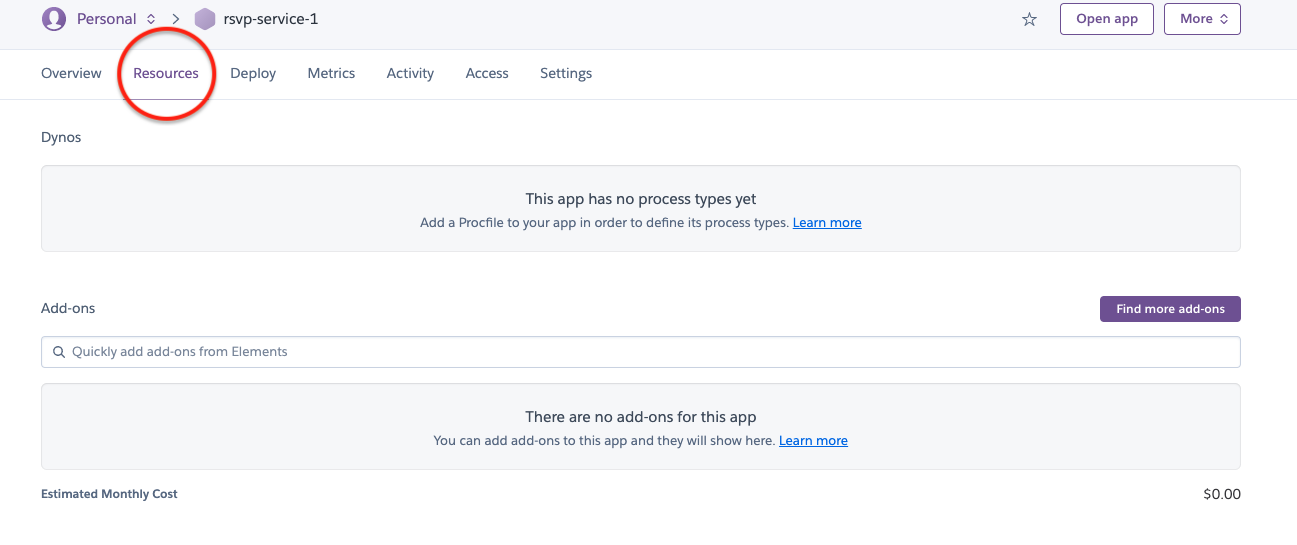 Personal rsvp-service-1 Open app More
Overview Resources Deploy Metrics Activity Access Settings
Dynos
This app has no process types yet
Add a Procfile to your app in order to define its process types. Learn more
Add-ons Find more add-ons
Quickly add add-ons from Elements
There are no add-ons for this app
You can add add-ons to this app and they will show here. Learn more
Estimated Monthly Cost $0.00